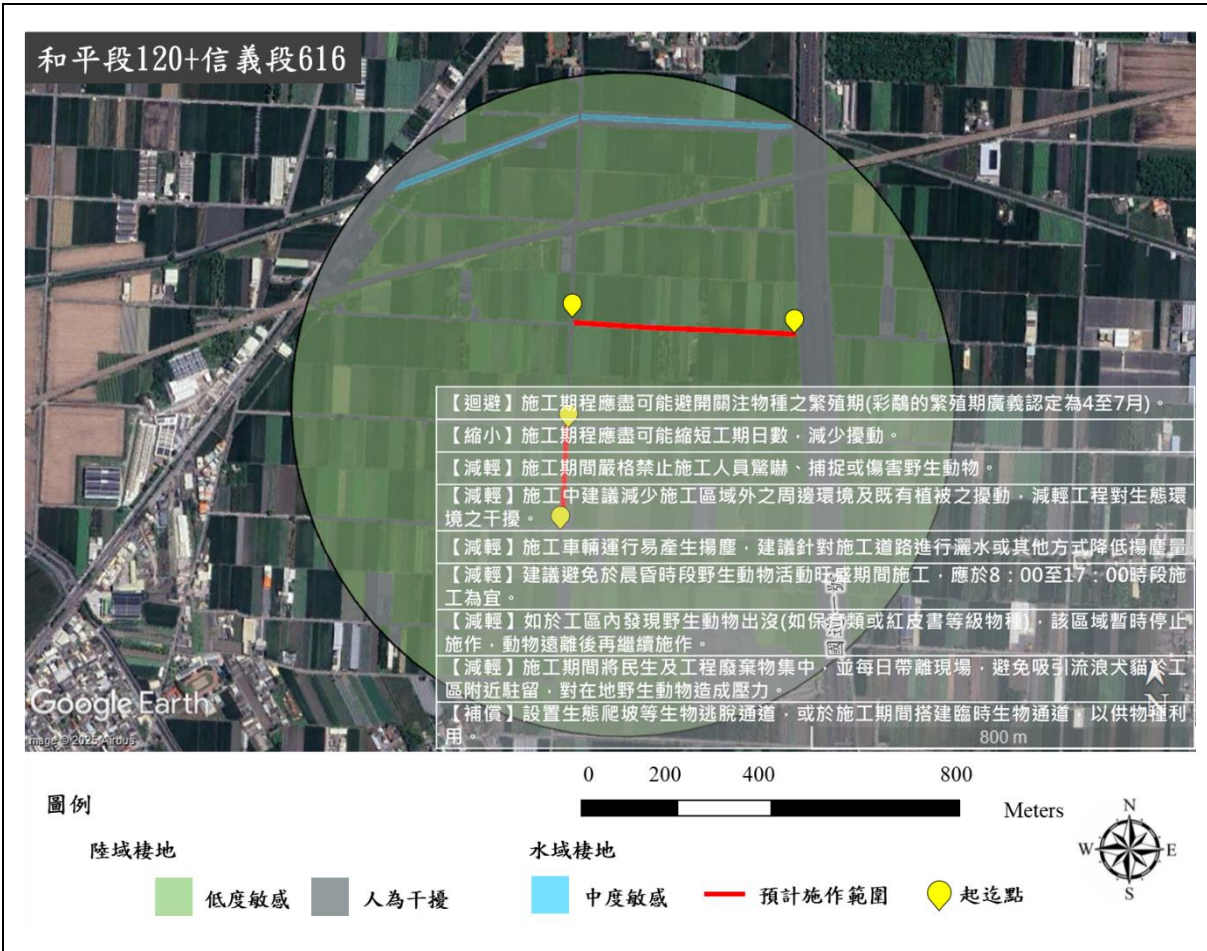 和平段120+信義段616
【迴避】施工期程應盡可能避開關注物種之繁殖期(彩鷸的繁殖期廣義認定為4至7月)。
【縮小】施工期程應盡可能縮短工期日數，減少擾動。
【減輕】施工期間嚴格禁止施工人員驚嚇、捕捉或傷害野生動物。
【減輕】施工中建議減少施工區域外之周邊環境及既有植被之擾動，減輕工程對生態環
境之干擾。
【減輕】施工車輛運行易產生揚塵，建議針對施工道路進行灑水或其他方式降低揚塵量
【減輕】建議避免於晨昏時段野生動物活動旺盛期間施工，應於8：00至17：00時段施
工為宜。
【減輕】如於工區內發現野生動物出沒(如保育類或紅皮書等級物種)，該區域暫時停止
施作，動物遠離後再繼續施作。
【減輕】施工期間將民生及工程廢棄物集中，並每日帶離現場，避免吸引流浪犬貓於工
區附近駐留，對在地野生動物造成壓力。
【補償】設置生態爬坡等生物逃脫通道，或於施工期間搭建臨時生物通道，以供物種利
用。
國道一號
Google Earth
Image © 2025 Airbus
N
800 m
0 200 400 800
Meters
圖例
陸域棲地
水域棲地
低度敏感
人為干擾
中度敏感
預計施作範圍
起迄點
N
W
E
S